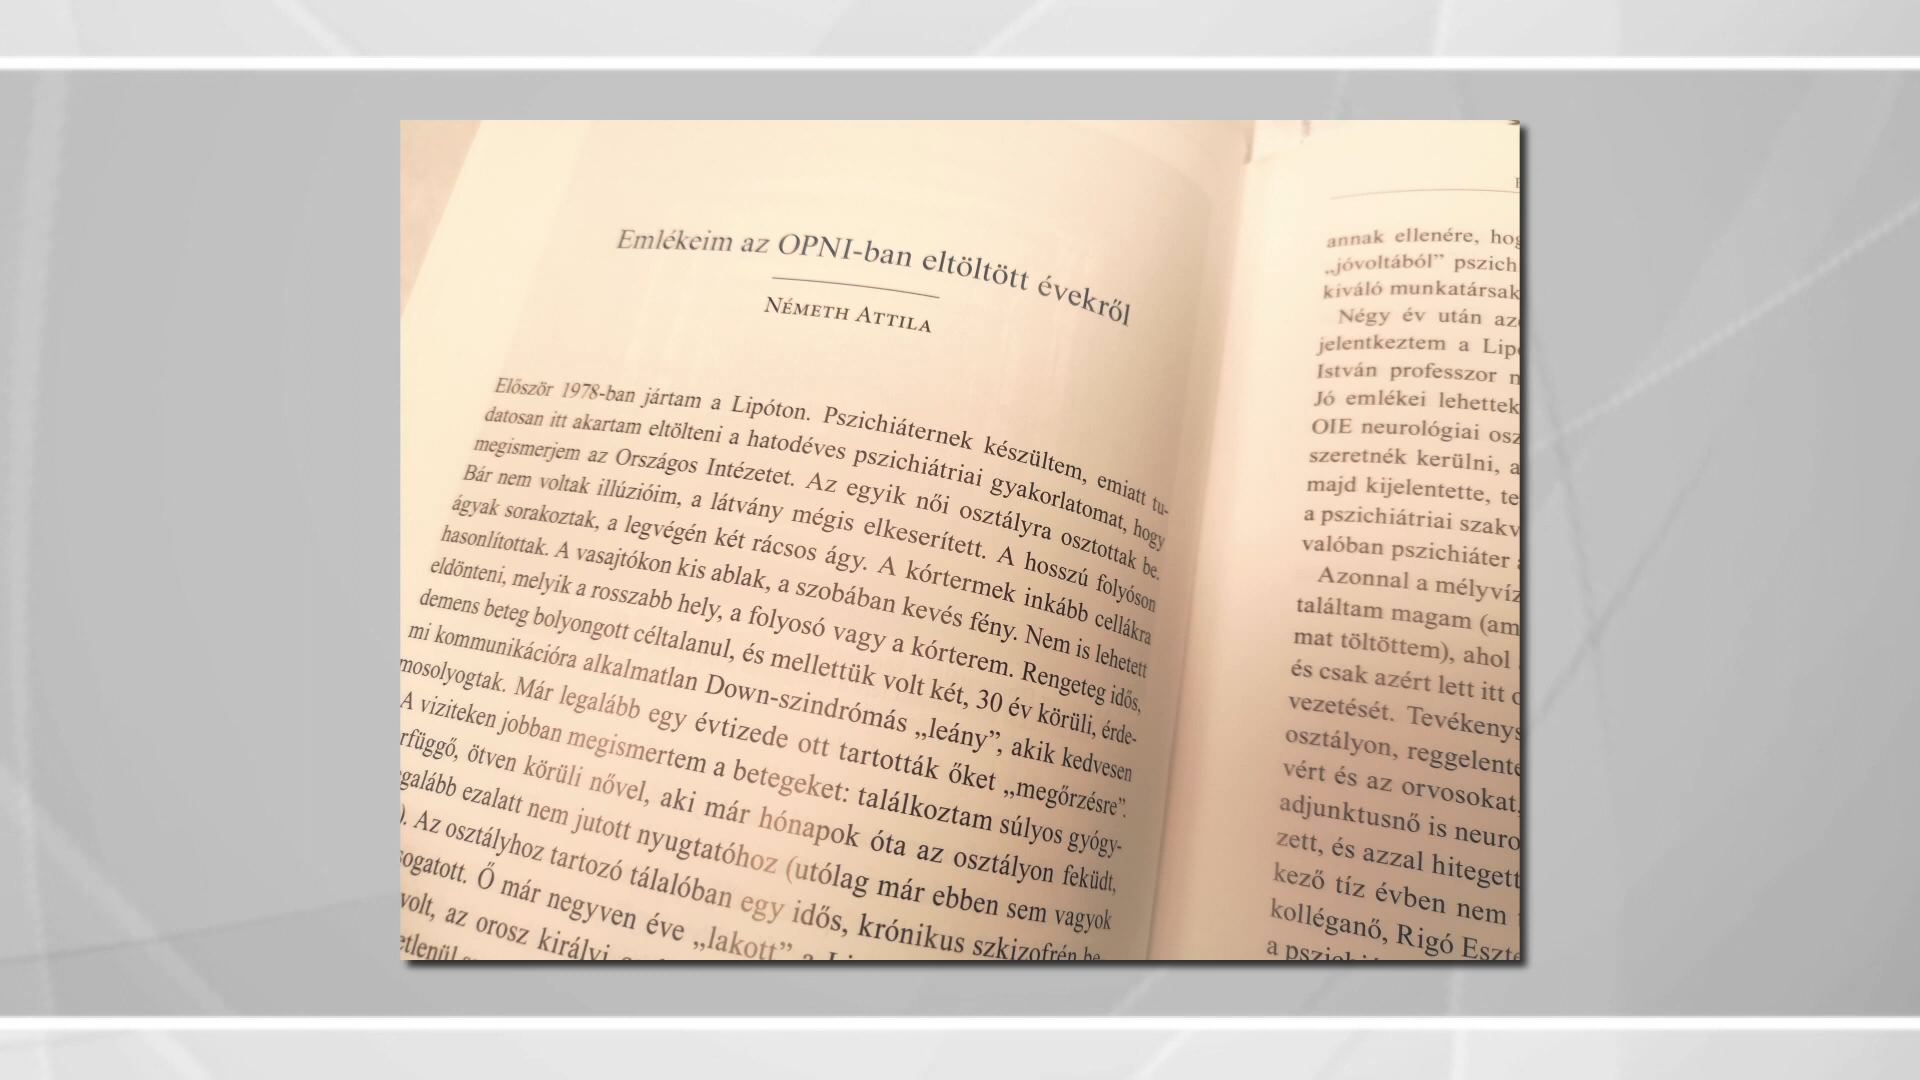 Emlékeim az OPNI-ban eltöltött évekről
NÉMETH ATTILA
Először 1978-ban jártam a Lipóton. Pszichiáternek készültem, emiatt tu-
datosan itt akartam eltölteni a hatodéves pszichiátriai gyakorlatomat, hogy
megismerjem az Országos Intézetet. Az egyik női osztályra osztottak be.
Bár nem voltak illúzióim, a látvány mégis elkeserített. A hosszú folyóson
ágyak sorakoztak, a legvégén két rácsos ágy. A kórtermek inkább cellákra
hasonlítottak. A vasajtókon kis ablak, a szobában kevés fény. Nem is lehetett
eldönteni, melyik a rosszabb hely, a folyosó vagy a kórterem. Rengeteg idős,
demens beteg bolyongott céltalanul, és mellettük volt két, 30 év körüli, érde-
mi kommunikációra alkalmatlan Down-szindrómás „leány”, akik kedvesen
mosolyogtak. Már legalább egy évtizede ott tartották őket „megőrzésre”.
A viziteken jobban megismertem a betegeket: találkoztam súlyos gyógy-
rfüggő, ötven körüli nővel, aki már hónapok óta az osztályon feküdt,
galább ezalatt nem jutott nyugtatóhoz (utólag már ebben sem vagyok
). Az osztályhoz tartozó tálalóban egy idős, krónikus szkizofrén be-
sogatott. Ő már negyven éve „lakott” a
volt, az orosz királyi
etlenül
annak ellenére, hog
„jóvoltából” pszich
kiváló munkatársak
Négy év után az
jelentkeztem a Lip
István professzor
Jó emlékei lehettek
OIE neurológiai osz
szeretnék kerülni, a
majd kijelentette, te
a pszichiátriai szakv
valóban pszichiáter
Azonnal a mélyvíz
találtam magam (am
mat töltöttem), ahol
és csak azért lett itt
vezetését. Tevékenys
osztályon, reggelente
vért és az orvosokat,
adjunktusnő is neuro
zett, és azzal hitegett
kező tíz évben nem
kolléganő, Rigó Eszte
a